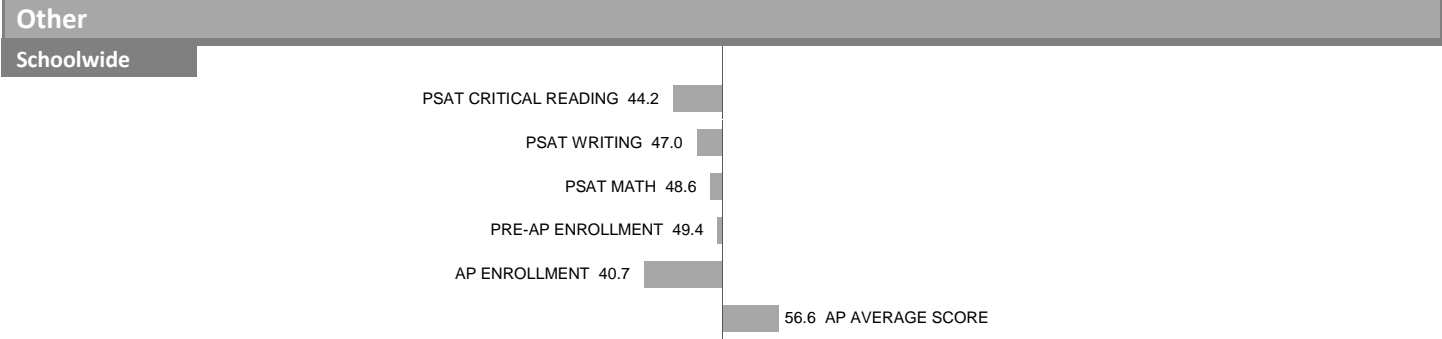 Other
Schoolwide
PSAT CRITICAL READING 44.2
PSAT WRITING 47.0
PSAT MATH 48.6
PRE-AP ENROLLMENT 49.4
AP ENROLLMENT 40.7
56.6 AP AVERAGE SCORE